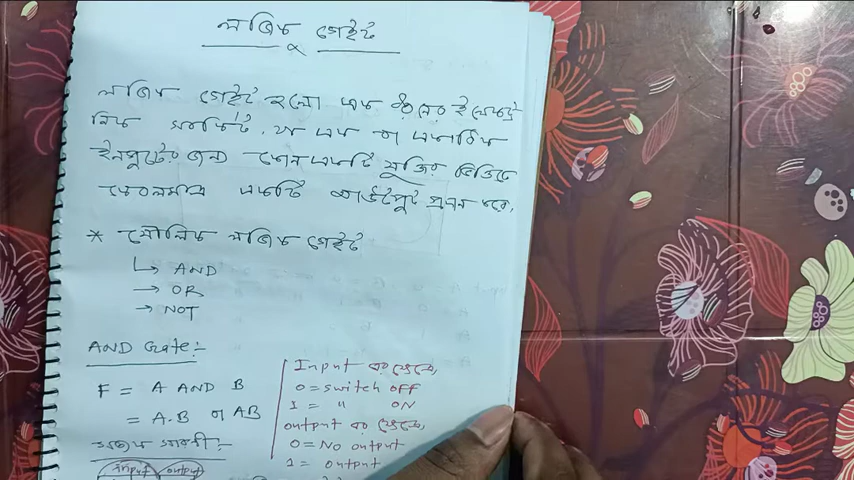 লজিক গেইট
লজিক গেইট হলো এক ধরনের ইলেকট্র
নিক সার্কিট, যা এক বা একাধিক
ইনপুটের জন্য কোন একটি যুক্তির ভিত্তিতে
কেবলমাত্র একটি আউটপুট প্রদান করে,
* মৌলিক লজিক গেইট
↳ AND
→ OR
→ NOT
AND Gate:-
F = A AND B
= A.B বা AB
সত্যক সারণী:-
input output
Input এর ক্ষেত্রে,
0 = switch OFF
1 = " ON
output এর ক্ষেত্রে,
0 = No output
1 = output